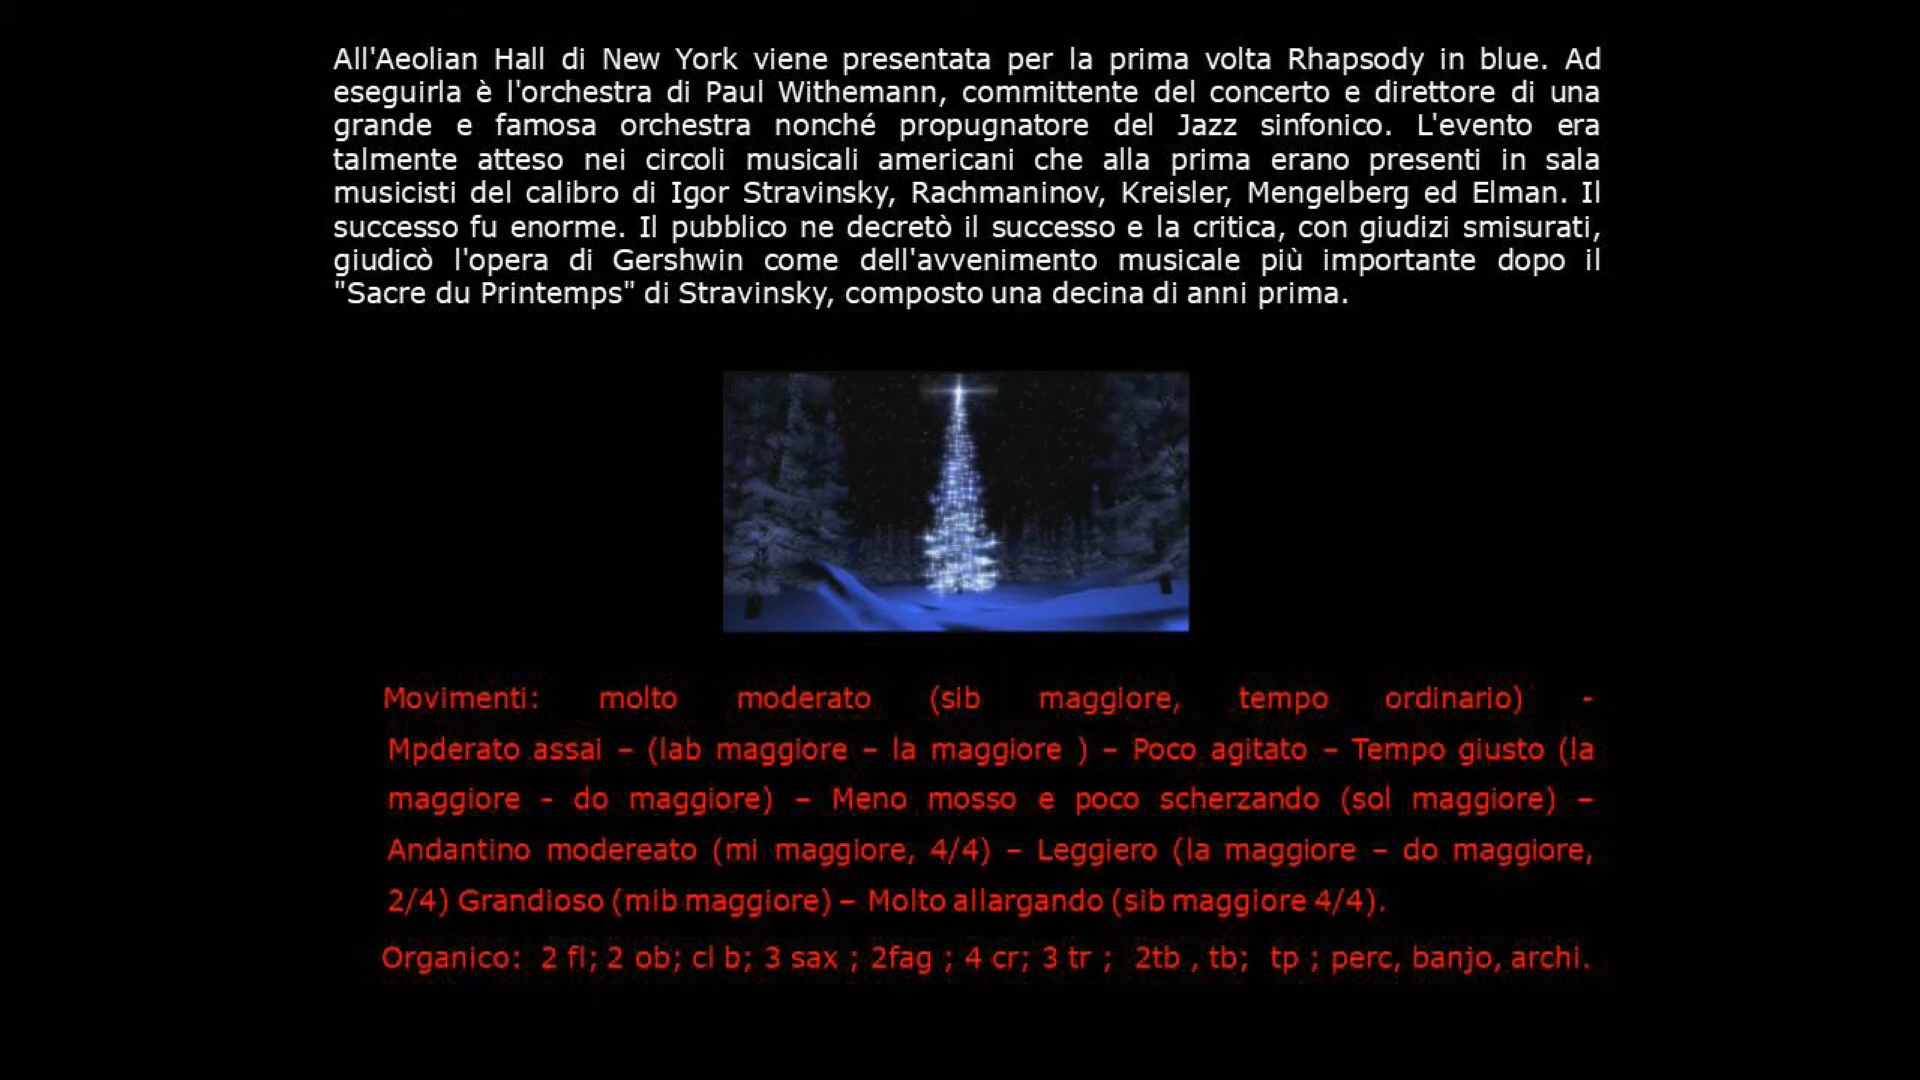 All'Aeolian Hall di New York viene presentata per la prima volta Rhapsody in blue. Ad
eseguirla è l'orchestra di Paul Withemann, committente del concerto e direttore di una
grande e famosa orchestra nonché propugnatore del Jazz sinfonico. L'evento era
talmente atteso nei circoli musicali americani che alla prima erano presenti in sala
musicisti del calibro di Igor Stravinsky, Rachmaninov, Kreisler, Mengelberg ed Elman. Il
successo fu enorme. Il pubblico ne decretò il successo e la critica, con giudizi smisurati,
giudicò l'opera di Gershwin come dell'avvenimento musicale più importante dopo il
"Sacre du Printemps" di Stravinsky, composto una decina di anni prima.
Movimenti: molto moderato (sib maggiore, tempo ordinario) -
Mpderato assai – (lab maggiore – la maggiore ) – Poco agitato – Tempo giusto (la
maggiore - do maggiore) – Meno mosso e poco scherzando (sol maggiore) –
Andantino modereato (mi maggiore, 4/4) – Leggiero (la maggiore – do maggiore,
2/4) Grandioso (mib maggiore) – Molto allargando (sib maggiore 4/4).
Organico: 2 fl; 2 ob; cl b; 3 sax ; 2fag ; 4 cr; 3 tr ; 2tb , tb; tp ; perc, banjo, archi.